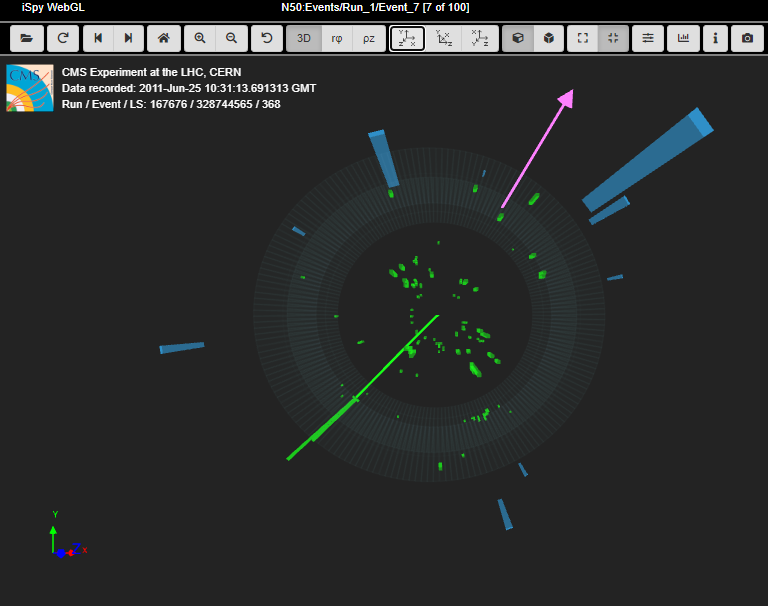 iSpy WebGL
N50:Events/Run_1/Event_7 [7 of 100]
3D
rφ
ρz
CMS
CMS Experiment at the LHC, CERN
Data recorded: 2011-Jun-25 10:31:13.691313 GMT
Run / Event / LS: 167676 / 328744565 / 368
Y
X